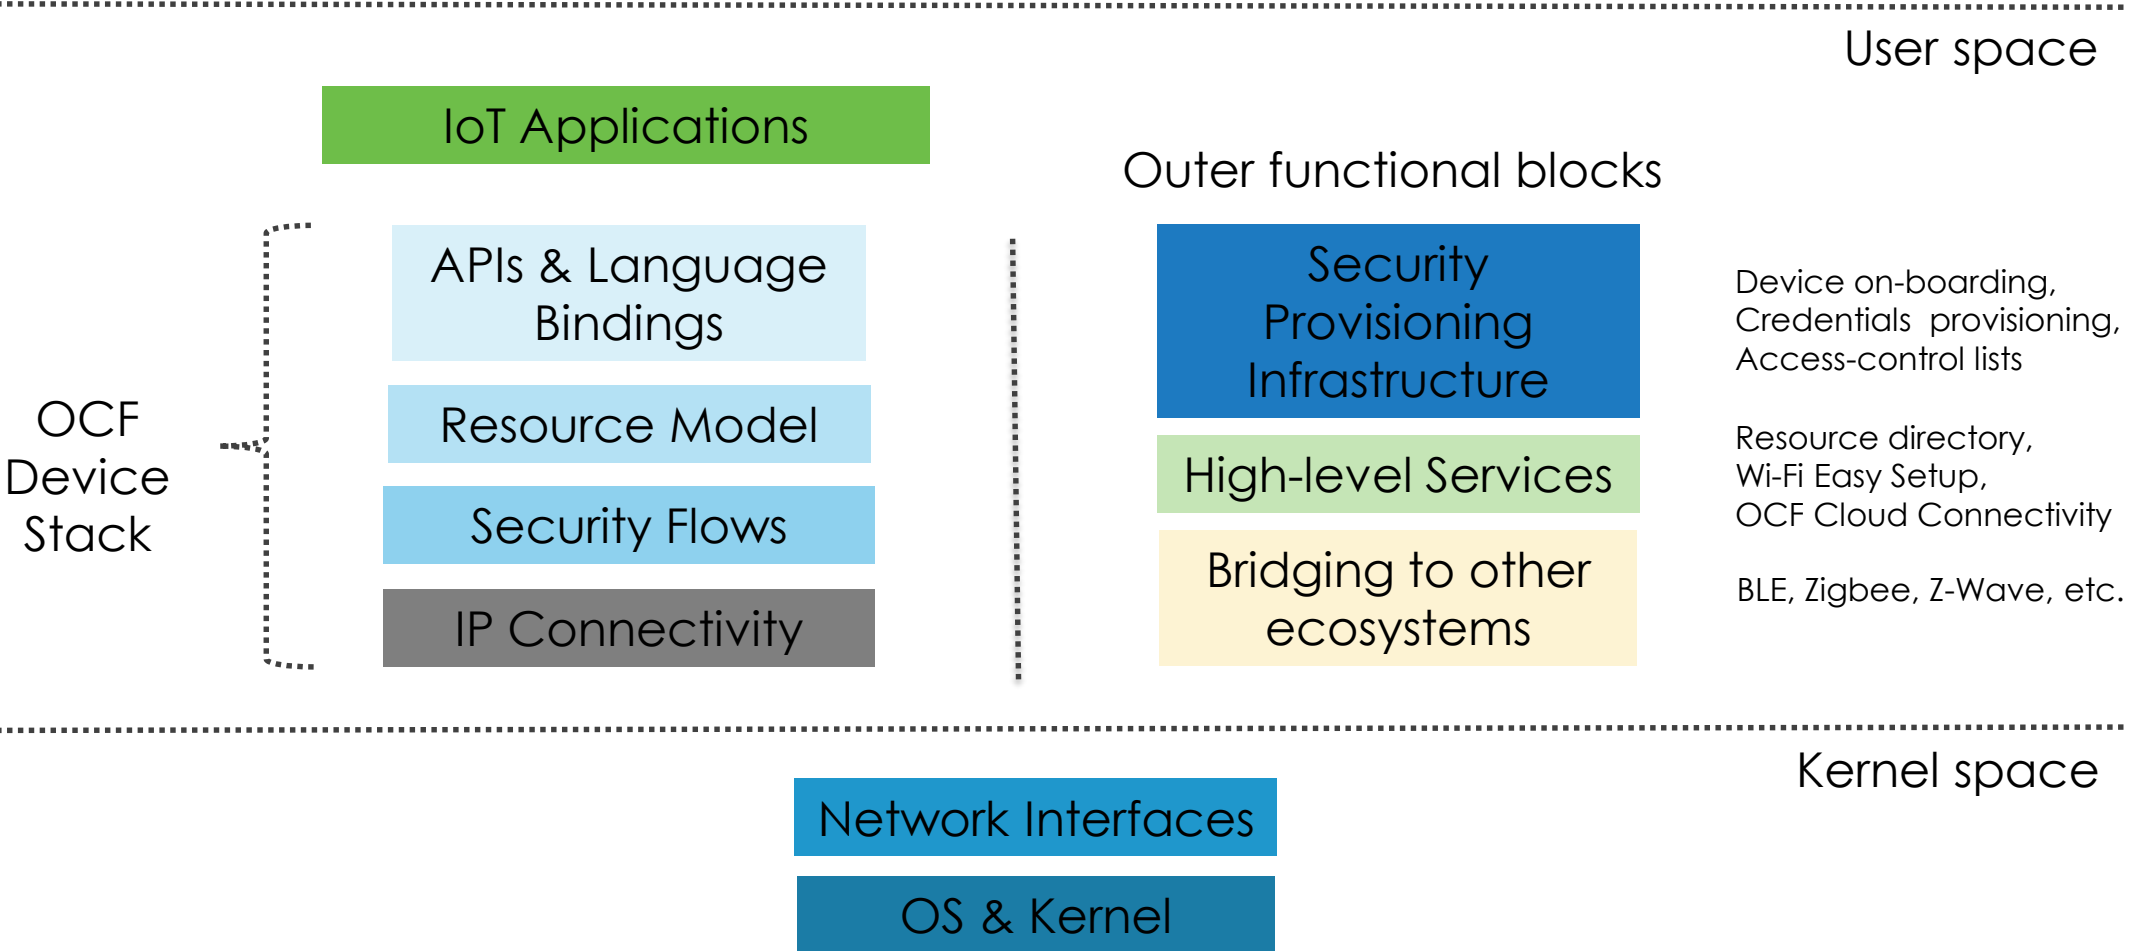 User space
IoT Applications
Outer functional blocks
OCF
Device
Stack
APIs & Language
Bindings
Resource Model
Security Flows
IP Connectivity
Security
Provisioning
Infrastructure
Device on-boarding,
Credentials provisioning,
Access-control lists
High-level Services
Resource directory,
Wi-Fi Easy Setup,
OCF Cloud Connectivity
Bridging to other
ecosystems
BLE, Zigbee, Z-Wave, etc.
Kernel space
Network Interfaces
OS & Kernel